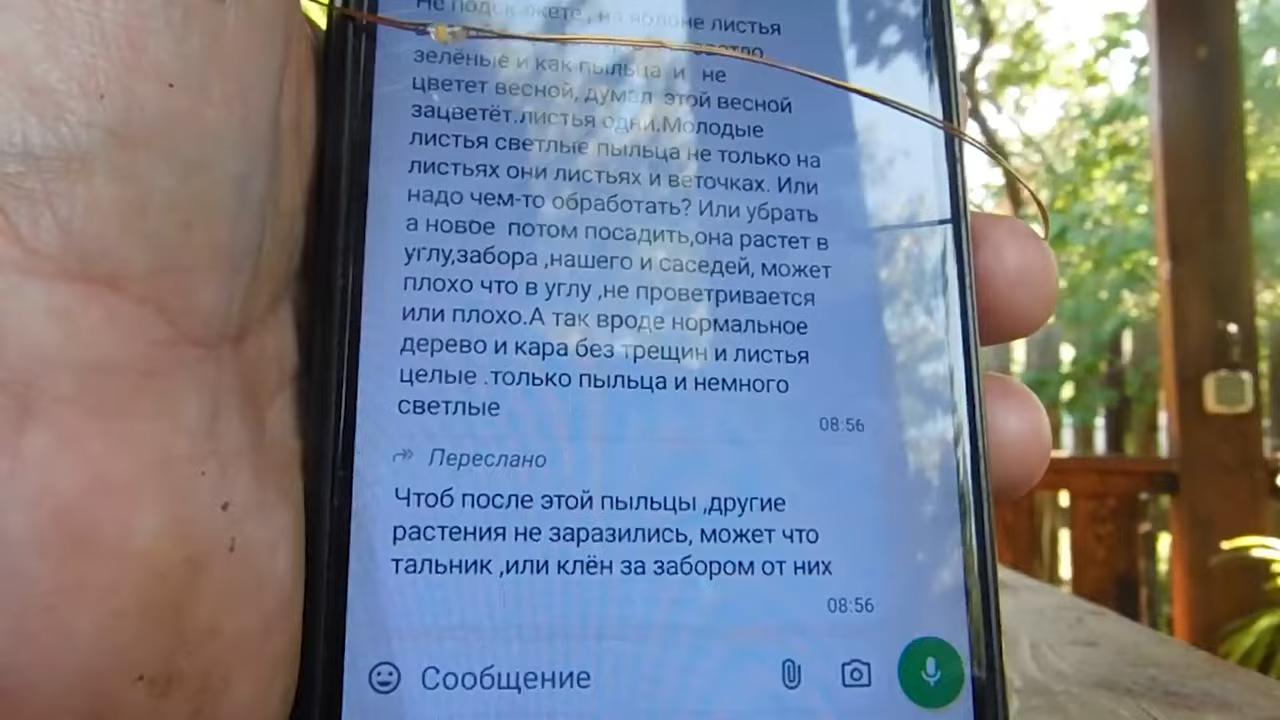 Не подскажете, на яблоне листья
зелёные и как пыльца и не
цветет весной, думал этой весной
зацветёт.листья одни.Молодые
листья светлые пыльца не только на
листьях они листьях и веточках. Или
надо чем-то обработать? Или убрать
а новое потом посадить,она растет в
углу,забора ,нашего и саседей, может
плохо что в углу ,не проветривается
или плохо.А так вроде нормальное
дерево и кара без трещин и листья
целые .только пыльца и немного
светлые
08:56
Переслано
Чтоб после этой пыльцы ,другие
растения не заразились, может что
тальник ,или клён за забором от них
08:56
Сообщение